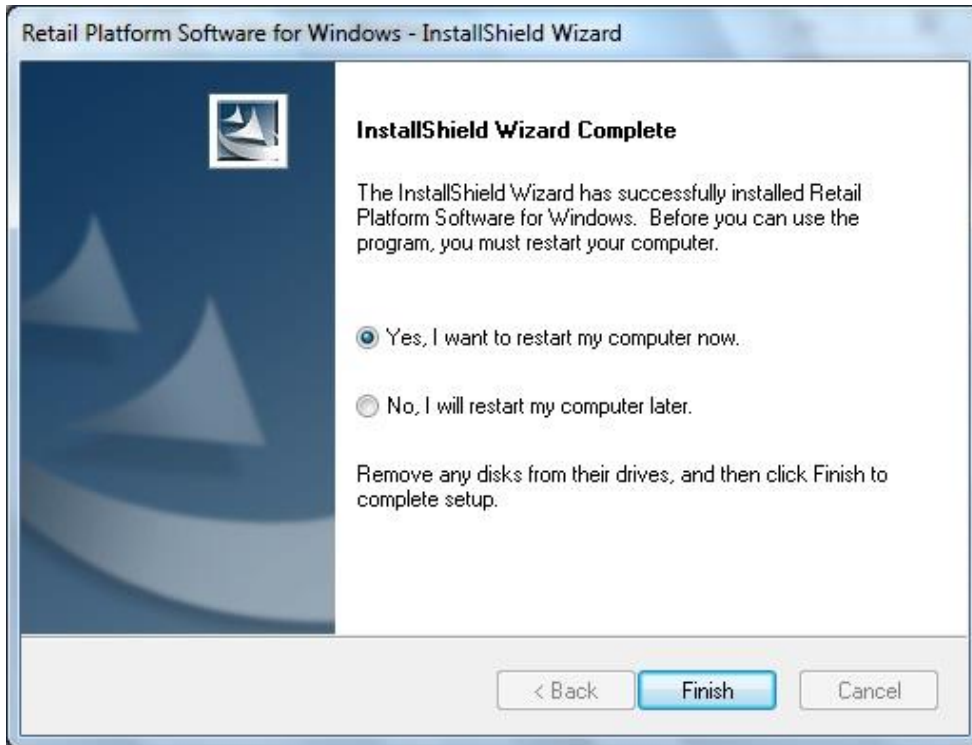 Retail Platform Software for Windows - InstallShield Wizard
InstallShield Wizard Complete
The InstallShield Wizard has successfully installed Retail
Platform Software for Windows.  Before you can use the
program, you must restart your computer.
Yes, I want to restart my computer now.
No, I will restart my computer later.
Remove any disks from their drives, and then click Finish to
complete setup.
< Back
Finish
Cancel